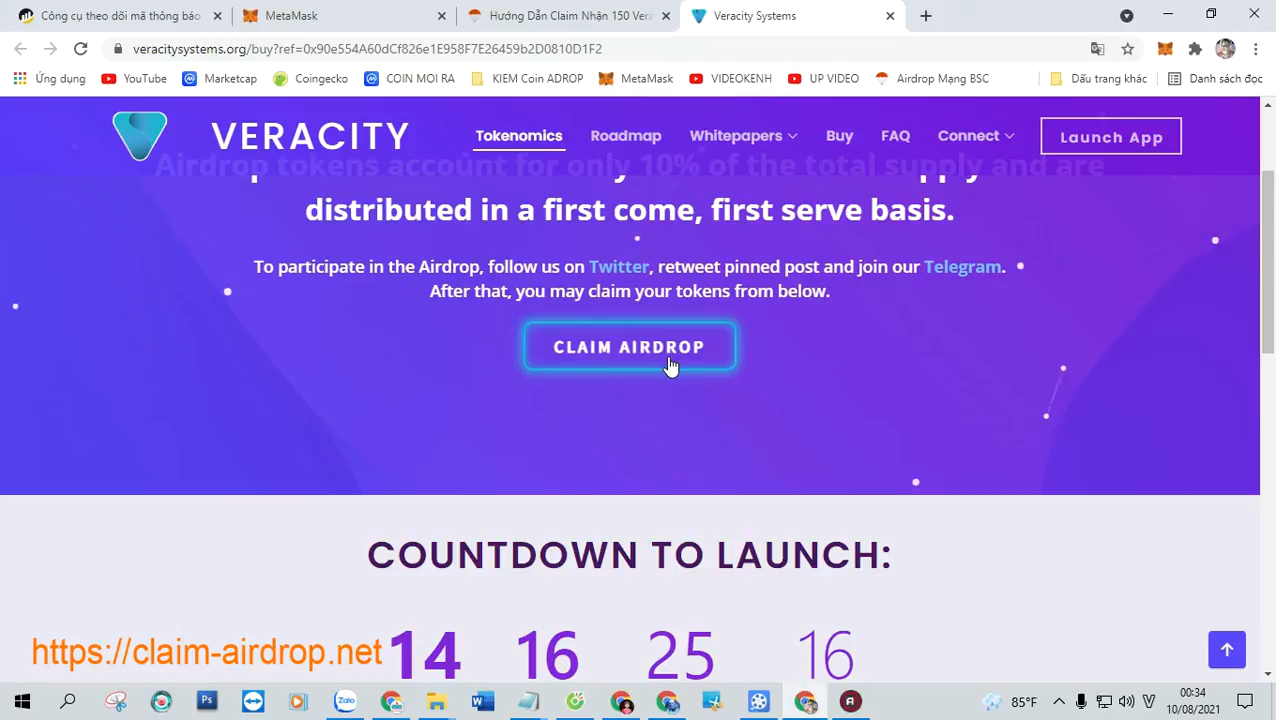 Công cụ theo dõi mã thông báo
MetaMask
Hướng Dẫn Claim Nhận 150 Vera
Veracity Systems
veracitysystems.org/buy?ref=0x90e554A60dCf826e1E958F7E26459b2D0810D1F2
Ứng dụng
YouTube
Marketcap
Coingecko
COIN MOI RA
KIEM Coin ADROP
MetaMask
VIDEOKENH
UP VIDEO
Airdrop Mạng BSC
Dấu trang khác
Danh sách đọc
VERACITY
Tokenomics
Roadmap
Whitepapers
Buy
FAQ
Connect
Launch App
Airdrop tokens account for only 10% of the total supply and are
distributed in a first come, first serve basis.
To participate in the Airdrop, follow us on Twitter, retweet pinned post and join our Telegram.
After that, you may claim your tokens from below.
CLAIM AIRDROP
COUNTDOWN TO LAUNCH:
14 16 25 16
https://claim-airdrop.net
85°F
00:34
10/08/2021